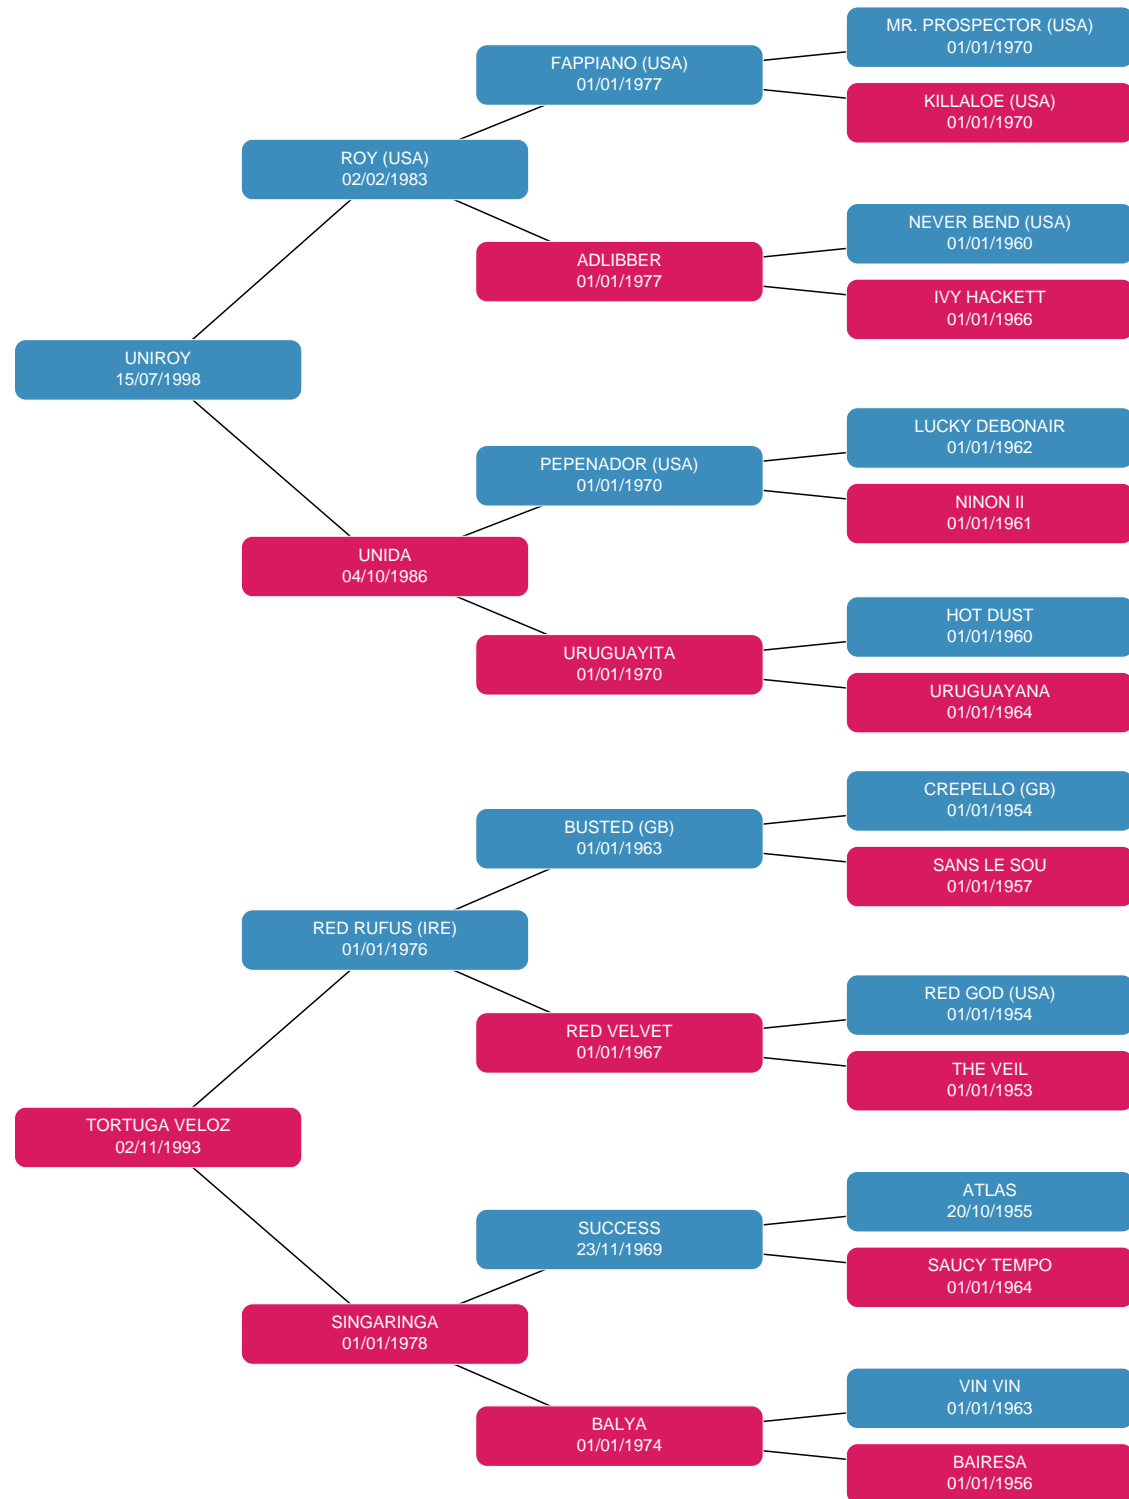 MR. PROSPECTOR (USA)
01/01/1970
FAPPIANO (USA)
01/01/1977
KILLALOE (USA)
01/01/1970
ROY (USA)
02/02/1983
NEVER BEND (USA)
01/01/1960
ADLIBBER
01/01/1977
IVY HACKETT
01/01/1966
UNIROY
15/07/1998
LUCKY DEBONAIR
01/01/1962
PEPENADOR (USA)
01/01/1970
NINON II
01/01/1961
UNIDA
04/10/1986
HOT DUST
01/01/1960
URUGUAYITA
01/01/1970
URUGUAYANA
01/01/1964
CREPELLO (GB)
01/01/1954
BUSTED (GB)
01/01/1963
SANS LE SOU
01/01/1957
RED RUFUS (IRE)
01/01/1976
RED GOD (USA)
01/01/1954
RED VELVET
01/01/1967
THE VEIL
01/01/1953
TORTUGA VELOZ
02/11/1993
ATLAS
20/10/1955
SUCCESS
23/11/1969
SAUCY TEMPO
01/01/1964
SINGARINGA
01/01/1978
VIN VIN
01/01/1963
BALYA
01/01/1974
BAIRESA
01/01/1956